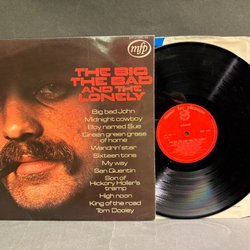 mfp
THE BIG
THE BAD
AND THE
LONELY
Big bad John
Midnight cowboy
Boy named Sue
Green green grass
of home
Wand'rin' star
Sixteen tons
My way
San Quentin
Son of
Hickory Holler's
tramp
High noon
King of the road
Tom Dooley